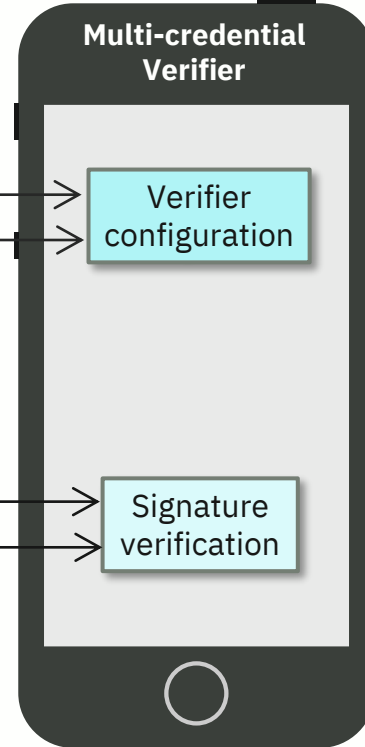 Multi-credential
Verifier
Verifier
configuration
Signature
verification